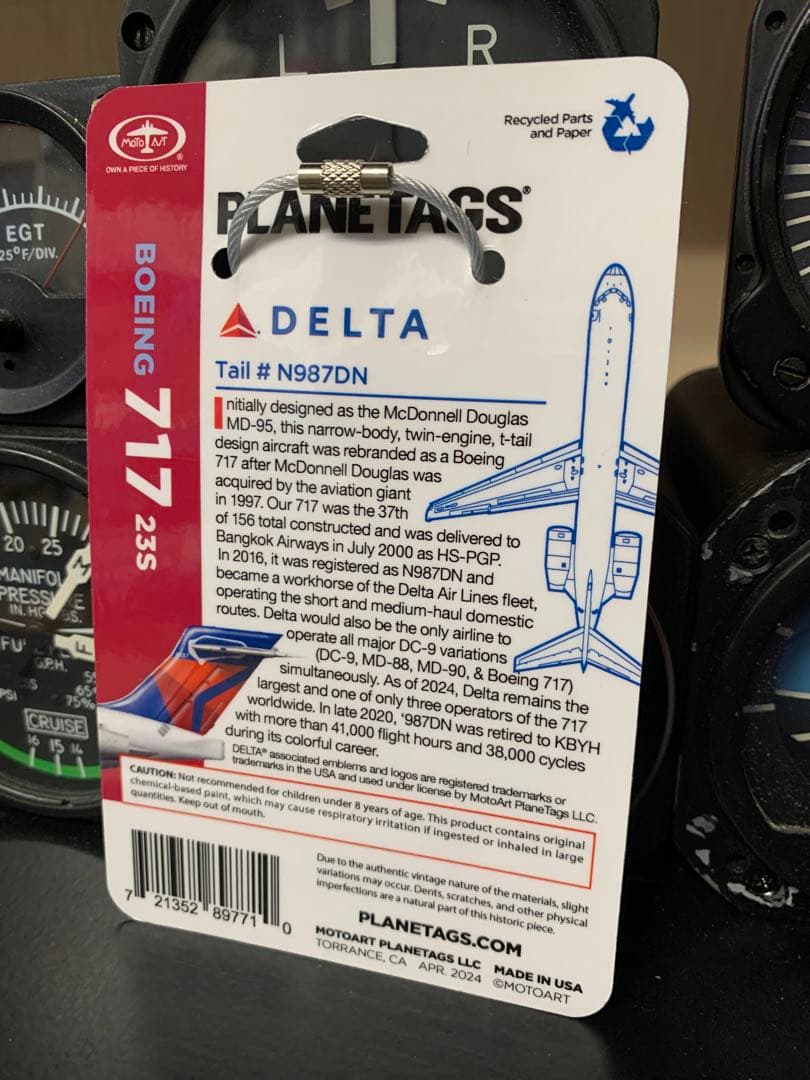 L R
EGT
25°F/DIV.
20 25
MANIFOL
PRESS
IN.HG
G.P.H.
75%
CRUISE
16 15 14
MOTO ART
OWN A PIECE OF HISTORY
Recycled Parts
and Paper
PLANETAGS®
BOEING 717 23S
DELTA
Tail # N987DN
Initially designed as the McDonnell Douglas
MD-95, this narrow-body, twin-engine, t-tail
design aircraft was rebranded as a Boeing
717 after McDonnell Douglas was
acquired by the aviation giant
in 1997. Our 717 was the 37th
of 156 total constructed and was delivered to
Bangkok Airways in July 2000 as HS-PGP.
In 2016, it was registered as N987DN and
became a workhorse of the Delta Air Lines fleet,
operating the short and medium-haul domestic
routes. Delta would also be the only airline to
operate all major DC-9 variations
(DC-9, MD-88, MD-90, & Boeing 717)
simultaneously. As of 2024, Delta remains the
largest and one of only three operators of the 717
worldwide. In late 2020, '987DN was retired to KBYH
with more than 41,000 flight hours and 38,000 cycles
during its colorful career.
DELTA® associated emblems and logos are registered trademarks or
trademarks in the USA and used under license by MotoArt PlaneTags LLC.
CAUTION: Not recommended for children under 8 years of age. This product contains original
chemical-based paint, which may cause respiratory irritation if ingested or inhaled in large
quantities. Keep out of mouth.
7 21352 89771 0
Due to the authentic vintage nature of the materials, slight
variations may occur. Dents, scratches, and other physical
imperfections are a natural part of this historic piece.
PLANETAGS.COM
MOTOART PLANETAGS LLC MADE IN USA
TORRANCE, CA APR. 2024 ©MOTOART